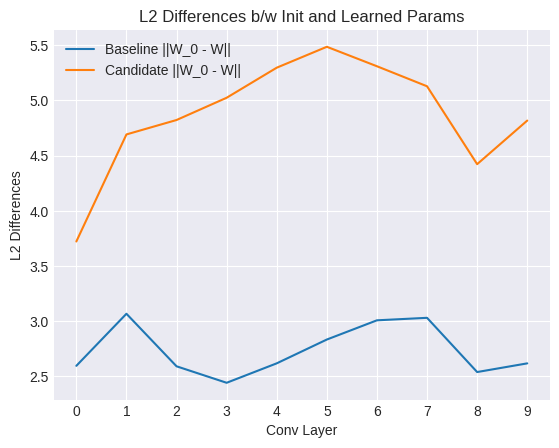 L2 Differences b/w Init and Learned Params
Baseline ||W_0 - W||
Candidate ||W_0 - W||
5.5
5.0
4.5
4.0
3.5
3.0
2.5
L2 Differences
0 1 2 3 4 5 6 7 8 9
Conv Layer